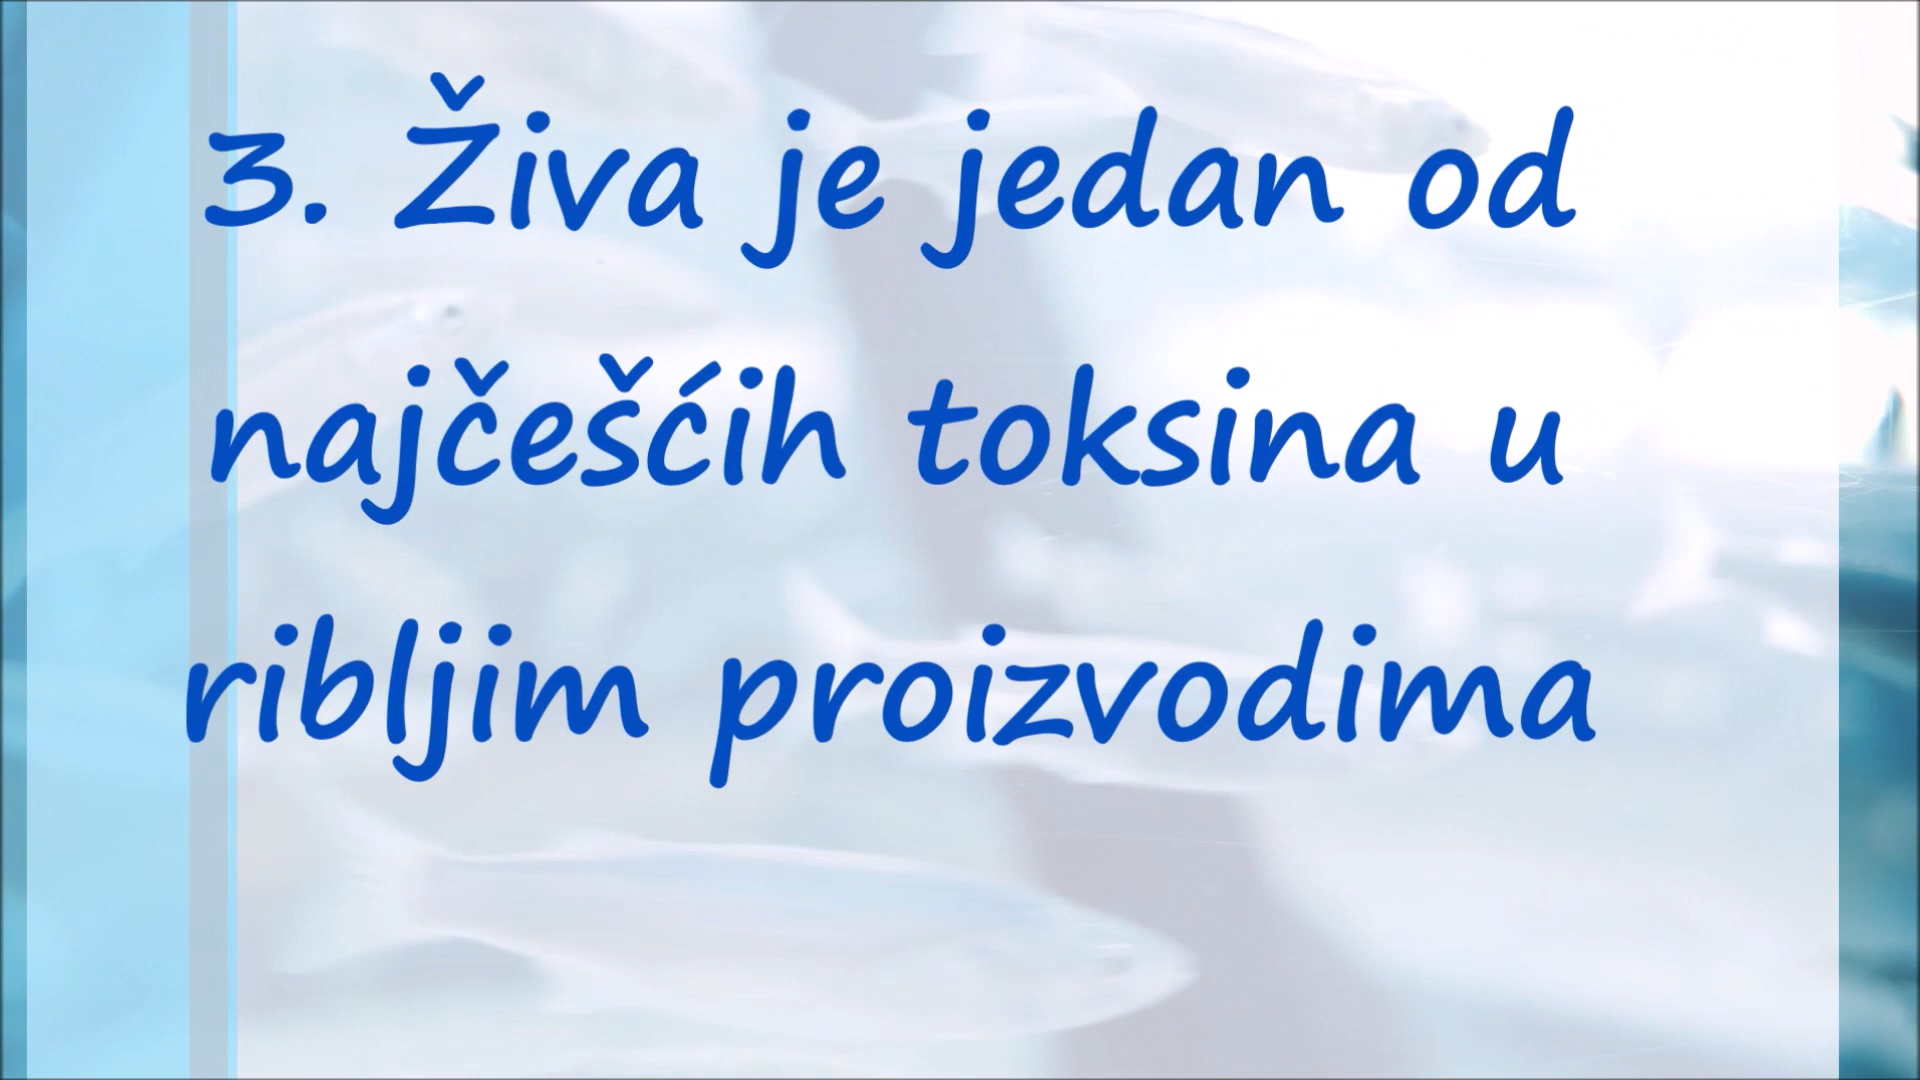 3. Živa je jedan od
najčešćih toksina u
ribljim proizvodima